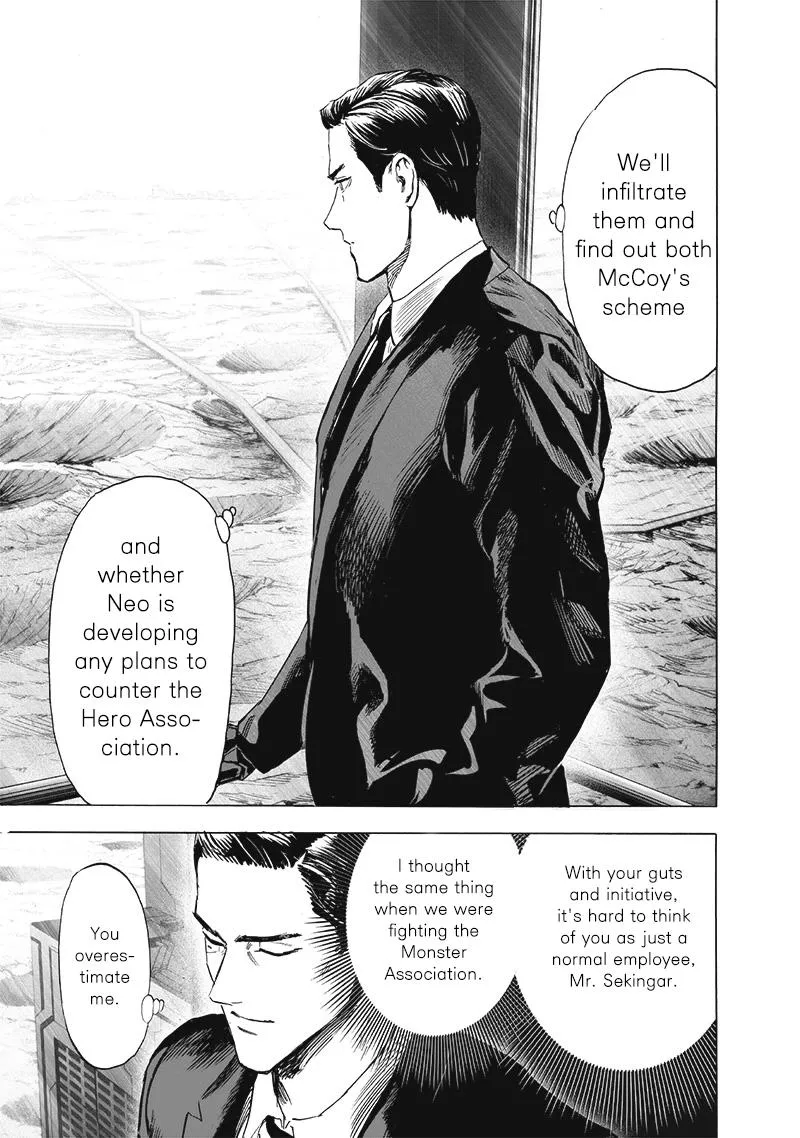 We'll
infiltrate
them and
find out both
McCoy's
scheme
and
whether
Neo is
developing
any plans to
counter the
Hero Asso-
ciation.
With your guts
and initiative,
it's hard to think
of you as just a
normal employee,
Mr. Sekingar.
I thought
the same thing
when we were
fighting the
Monster
Association.
You
overes-
timate
me.